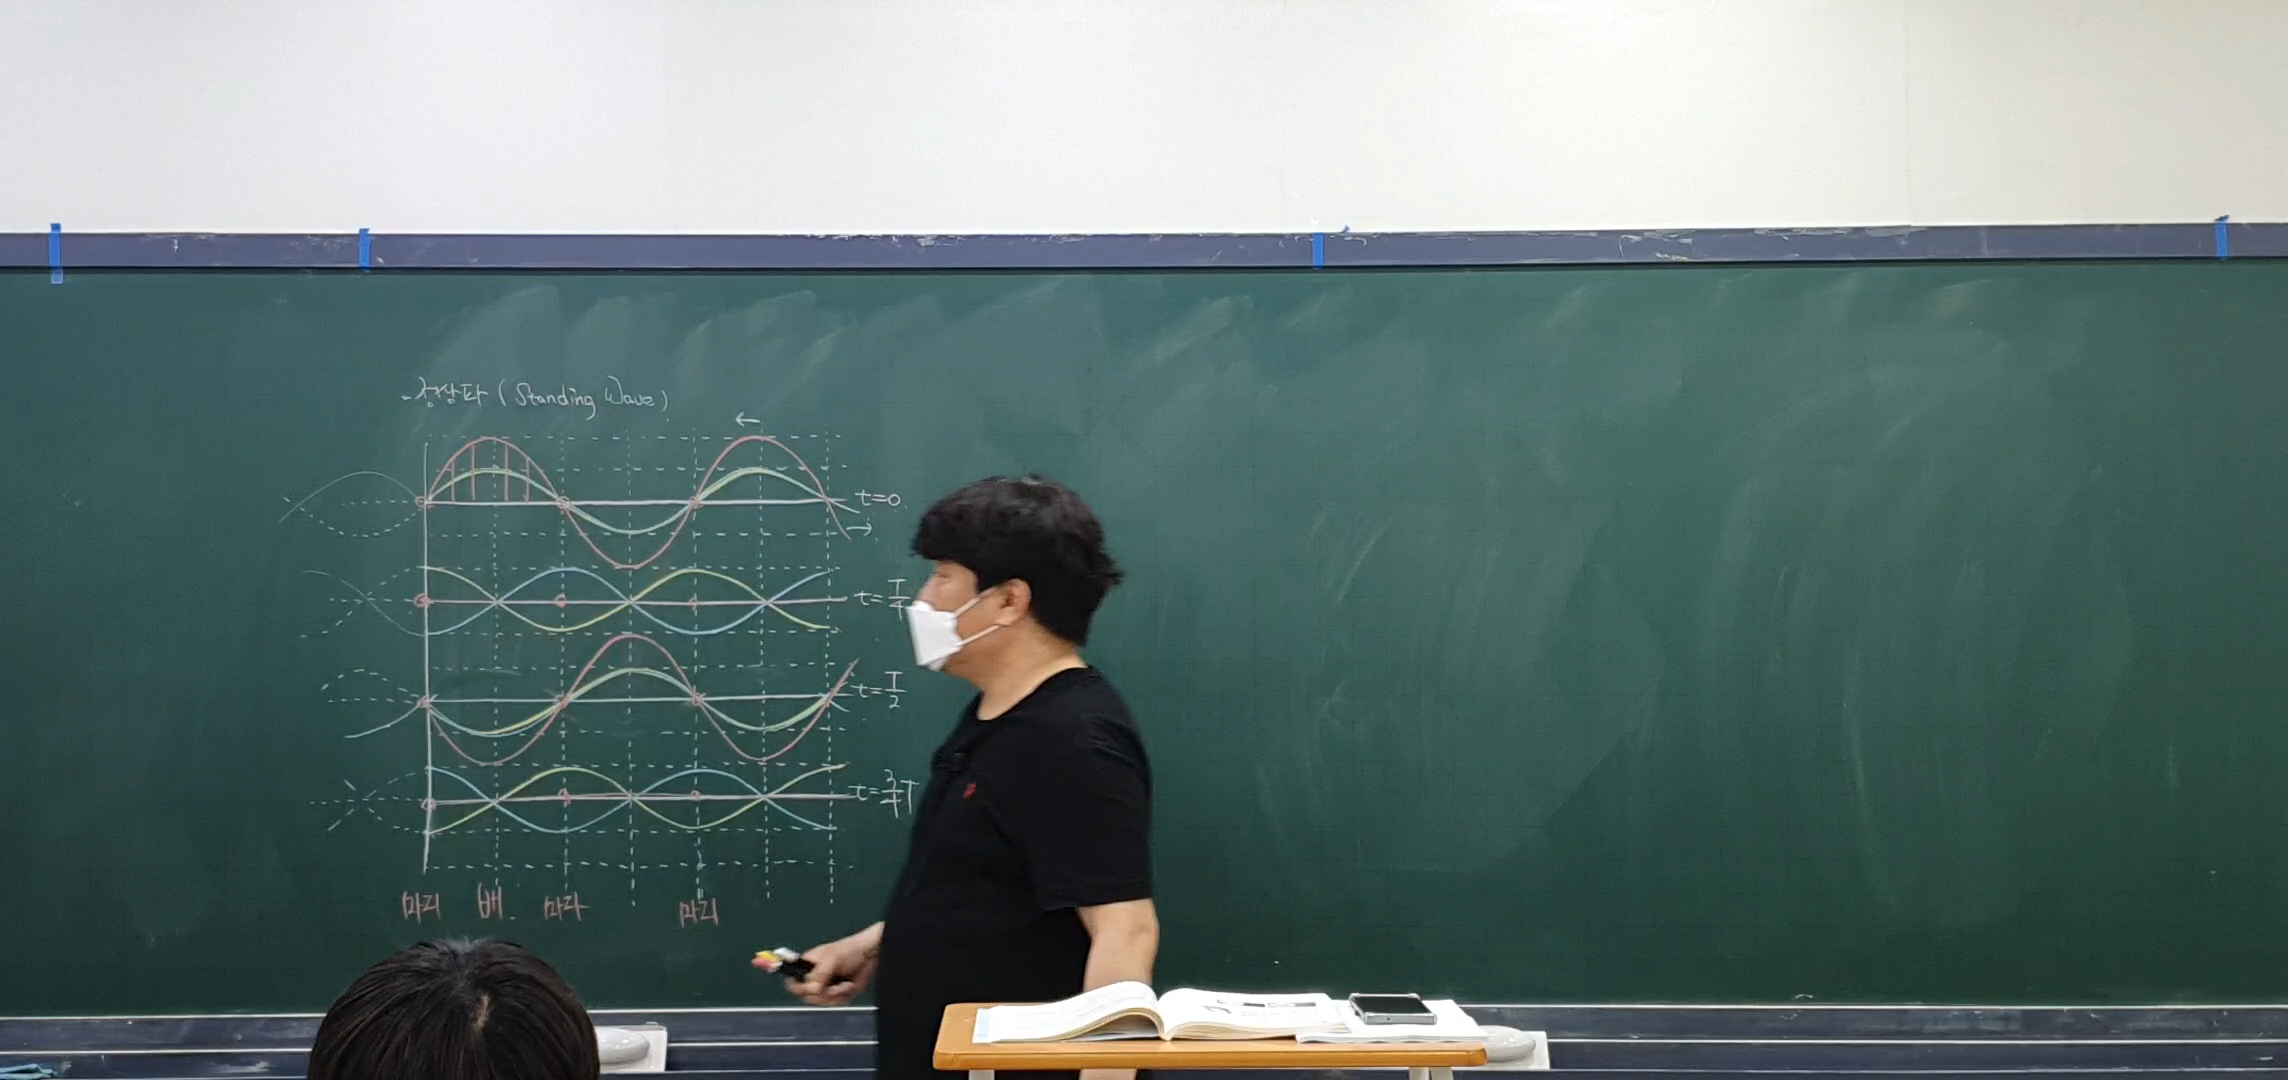 정상파 (Standing Wave)
t=0
t=T/4
t=T/2
t=3/4T
마디 배 마디 마디